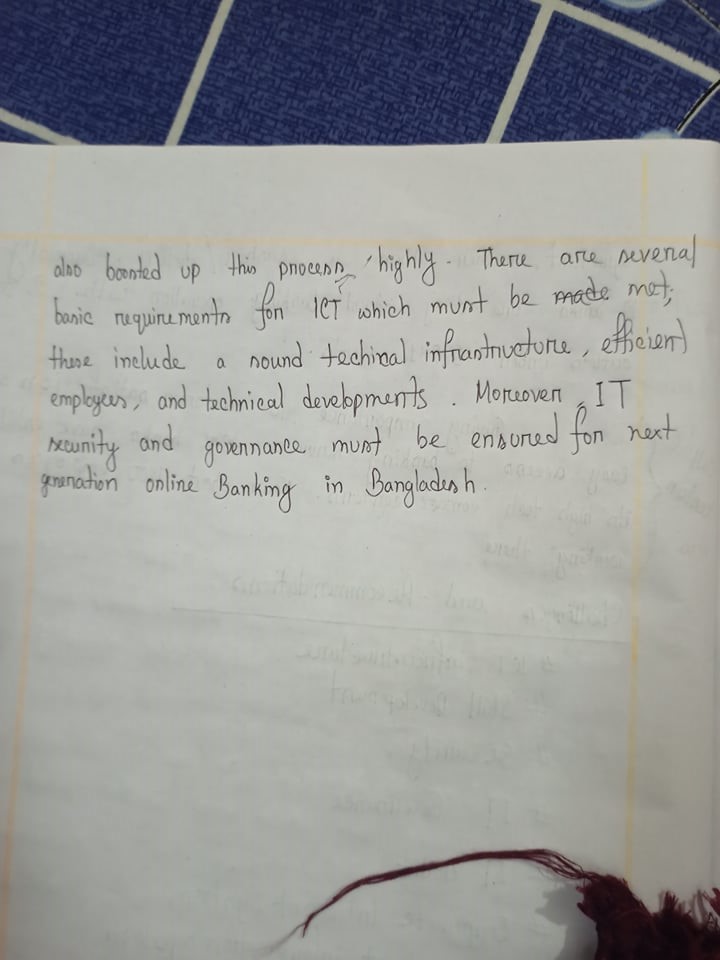 also boosted up this process highly. There are several
basic requirements for ICT which must be made met;
these include a sound techincal infrastructure, efficient
employees, and technical developments. Moreover, IT
security and governance must be ensured for next
generation online Banking in Bangladesh.